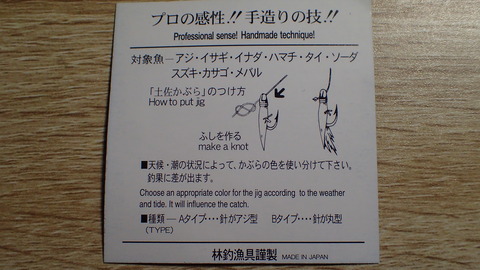 プロの感性.!! 手造りの技.!!
Professional sense! Handmade technique!
対象魚―アジ・イサギ・イナダ・ハマチ・タイ・ソーダ
スズキ・カサゴ・メバル
「土佐かぶら」のつけ方
How to put jig
ふしを作る
make a knot
■天候・潮の状況によって、かぶらの色を使い分けて下さい。
釣果に差が出ます。
Choose an appropriate color for the jig according to the weather
and tide. It will influence the catch.
■種類―Aタイプ・・・・針がアジ型 Bタイプ・・・・針が丸型
(TYPE)
林釣漁具謹製 MADE IN JAPAN